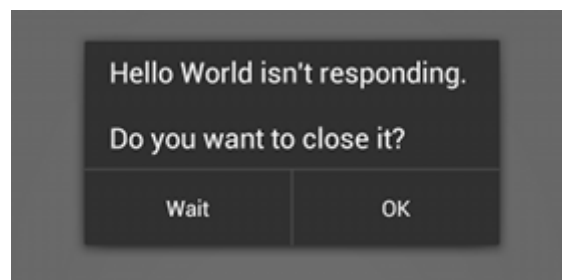 Hello World isn't responding.
Do you want to close it?
Wait
OK